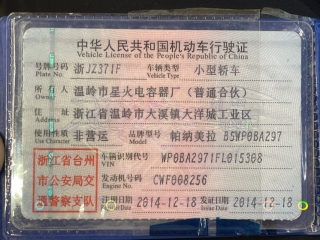 中华人民共和国机动车行驶证
Vehicle License of the People's Republic of China
号牌号码 浙JZ371F 车辆类型 小型轿车
Plate No. Vehicle Type
所有人 温岭市星火电容器厂（普通合伙）
Owner
住址 浙江省温岭市大溪镇大洋城工业区
Address
使用性质 非营运 品牌型号 帕纳美拉 BSWP0BA297
Use Character Model
浙江省台州 车辆识别代号 WP0BA2971FL015308
VIN
市公安局交 发动机号码 CWF008256
Engine No.
通警察支队 注册日期 2014-12-18 发证日期 2014-12-18
Register Date Issue Date